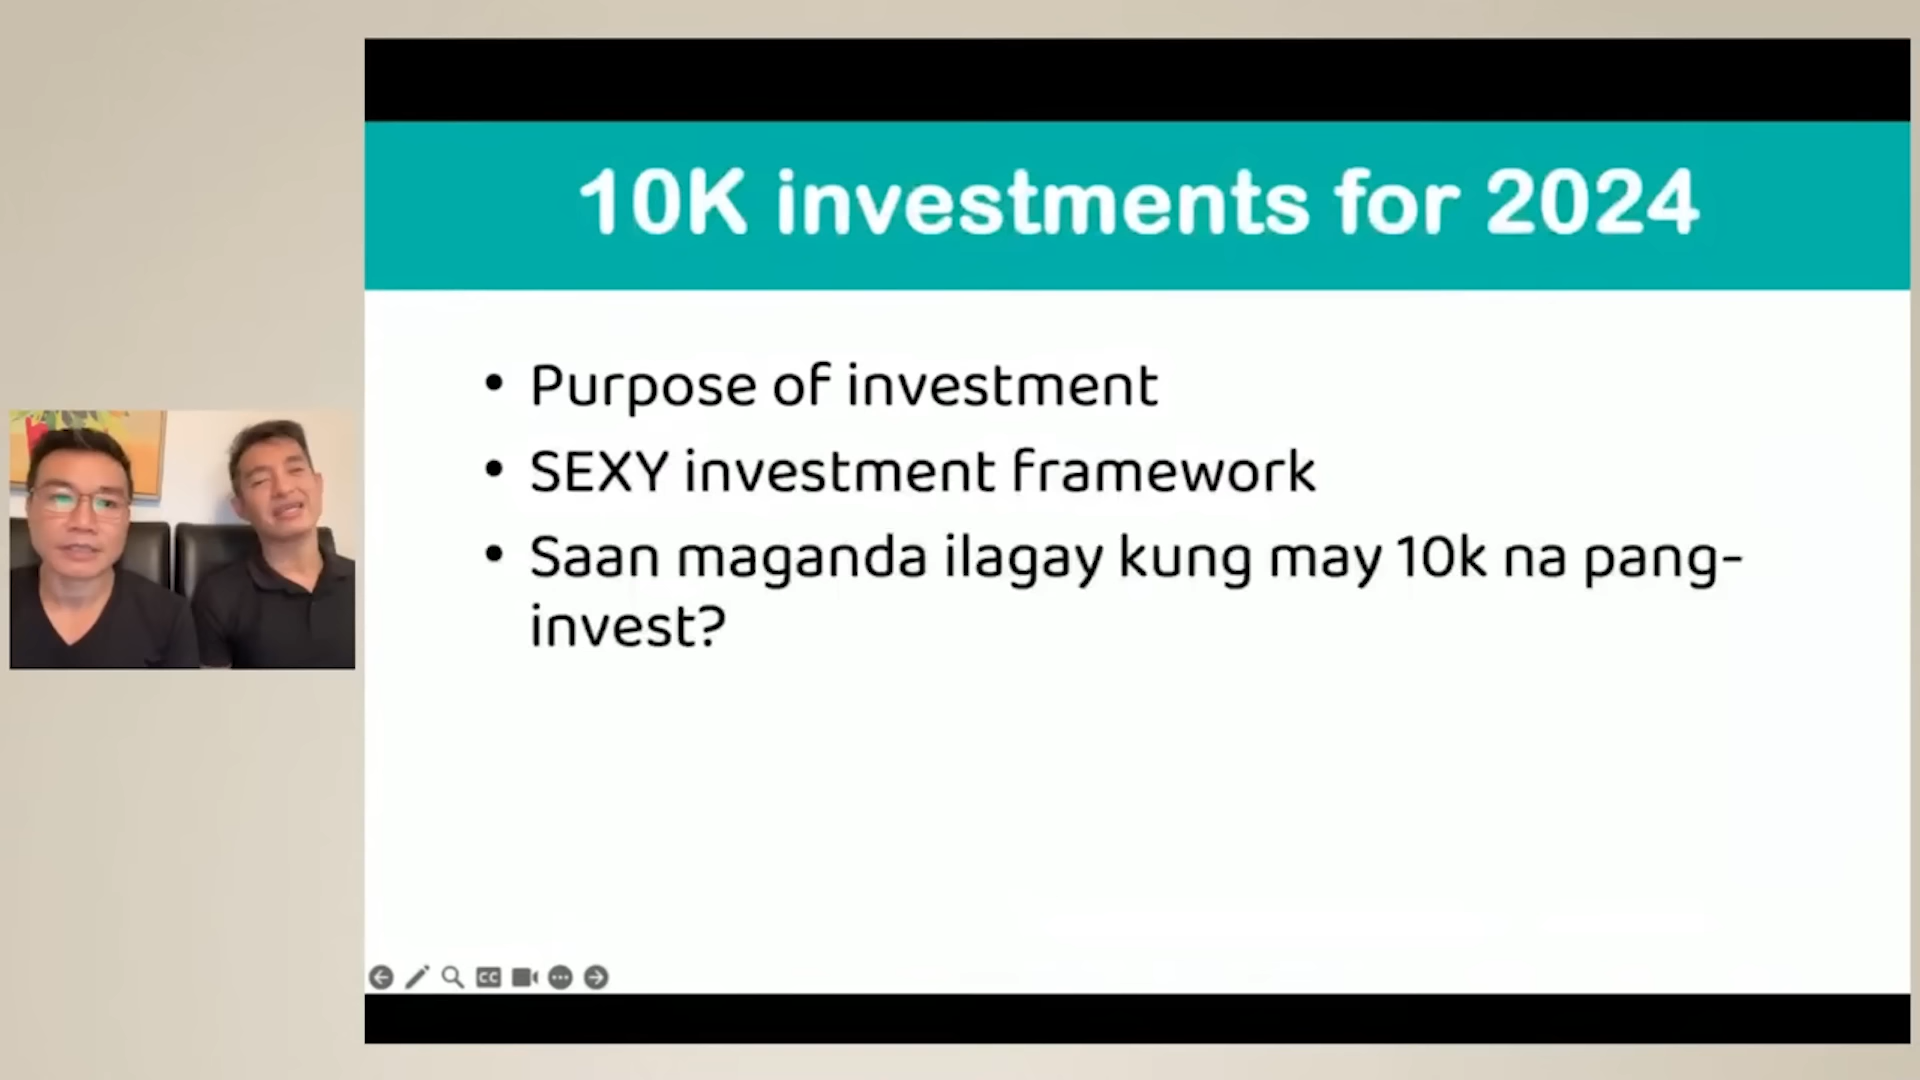 10K investments for 2024
• Purpose of investment
• SEXY investment framework
• Saan maganda ilagay kung may 10k na pang-
invest?
CC